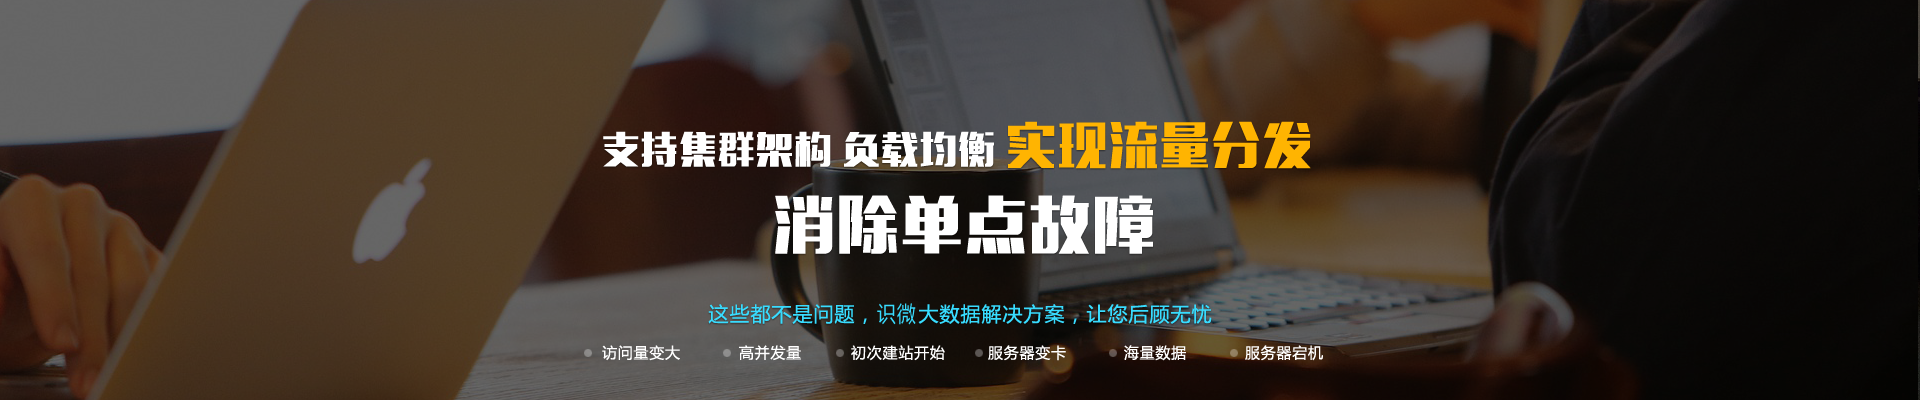 支持集群架构 负载均衡 实现流量分发
消除单点故障
这些都不是问题，识微大数据解决方案，让您后顾无忧
访问量变大 高并发量 初次建站开始 服务器变卡 海量数据 服务器宕机